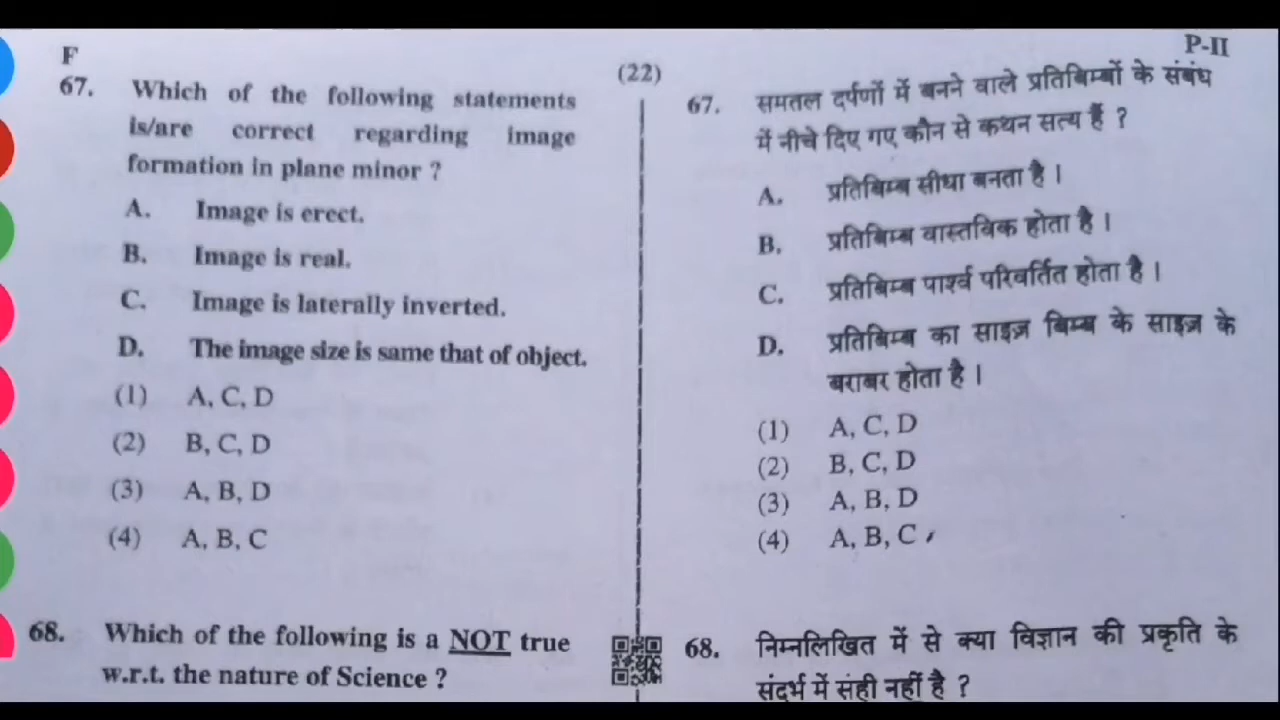 F
(22)
P-II
67. Which of the following statements
is/are correct regarding image
formation in plane minor ?
A. Image is erect.
B. Image is real.
C. Image is laterally inverted.
D. The image size is same that of object.
(1) A, C, D
(2) B, C, D
(3) A, B, D
(4) A, B, C
68. Which of the following is a NOT true
w.r.t. the nature of Science ?
67. समतल दर्पणों में बनने वाले प्रतिबिम्बों के संबंध
में नीचे दिए गए कौन से कथन सत्य हैं ?
A. प्रतिबिम्ब सीधा बनता है ।
B. प्रतिबिम्ब वास्तविक होता है ।
C. प्रतिबिम्ब पार्श्व परिवर्तित होता है ।
D. प्रतिबिम्ब का साइज़ बिम्ब के साइज़ के
बराबर होता है ।
(1) A, C, D
(2) B, C, D
(3) A, B, D
(4) A, B, C
68. निम्नलिखित में से क्या विज्ञान की प्रकृति के
संदर्भ में सही नहीं है ?